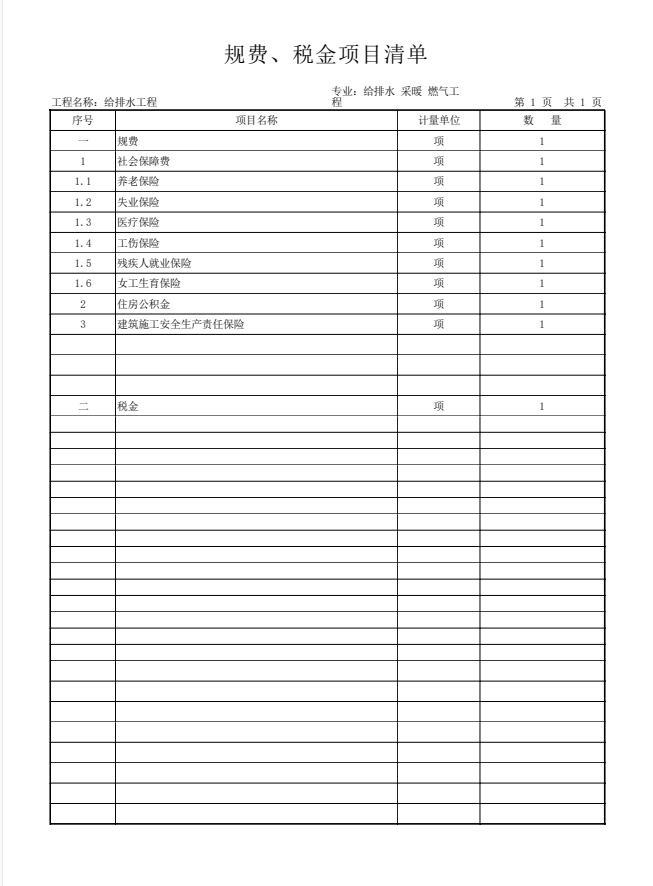 规费、税金项目清单
专业：给排水 采暖 燃气工
工程名称：给排水工程 程 第 1 页 共 1 页
序号 项目名称 计量单位 数 量
一 规费 项 1
1 社会保障费 项 1
1.1 养老保险 项 1
1.2 失业保险 项 1
1.3 医疗保险 项 1
1.4 工伤保险 项 1
1.5 残疾人就业保险 项 1
1.6 女工生育保险 项 1
2 住房公积金 项 1
3 建筑施工安全生产责任保险 项 1
二 税金 项 1